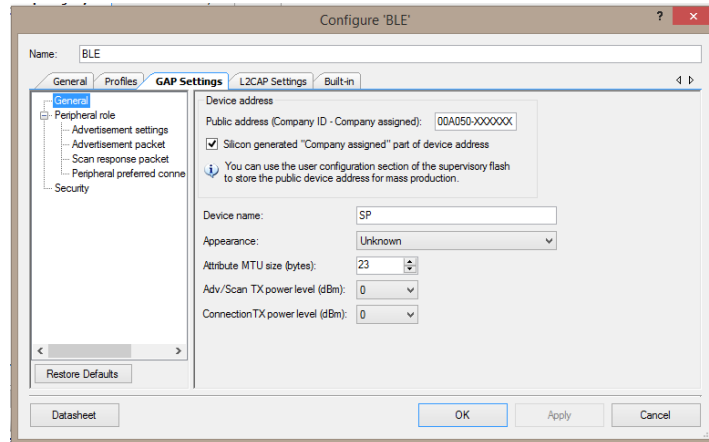 Configure 'BLE'
?
×
Name:
BLE
General
Profiles
GAP Settings
L2CAP Settings
Built-in
General
Peripheral role
Advertisement settings
Advertisement packet
Scan response packet
Peripheral preferred conne
Security
Restore Defaults
Device address
Public address (Company ID - Company assigned):
00A050-XXXXXX
Silicon generated "Company assigned" part of device address
You can use the user configuration section of the supervisory flash
to store the public device address for mass production.
Device name:
SP
Appearance:
Unknown
Attribute MTU size (bytes):
23
Adv/Scan TX power level (dBm):
0
ConnectionTX power level (dBm):
0
Datasheet
OK
Apply
Cancel